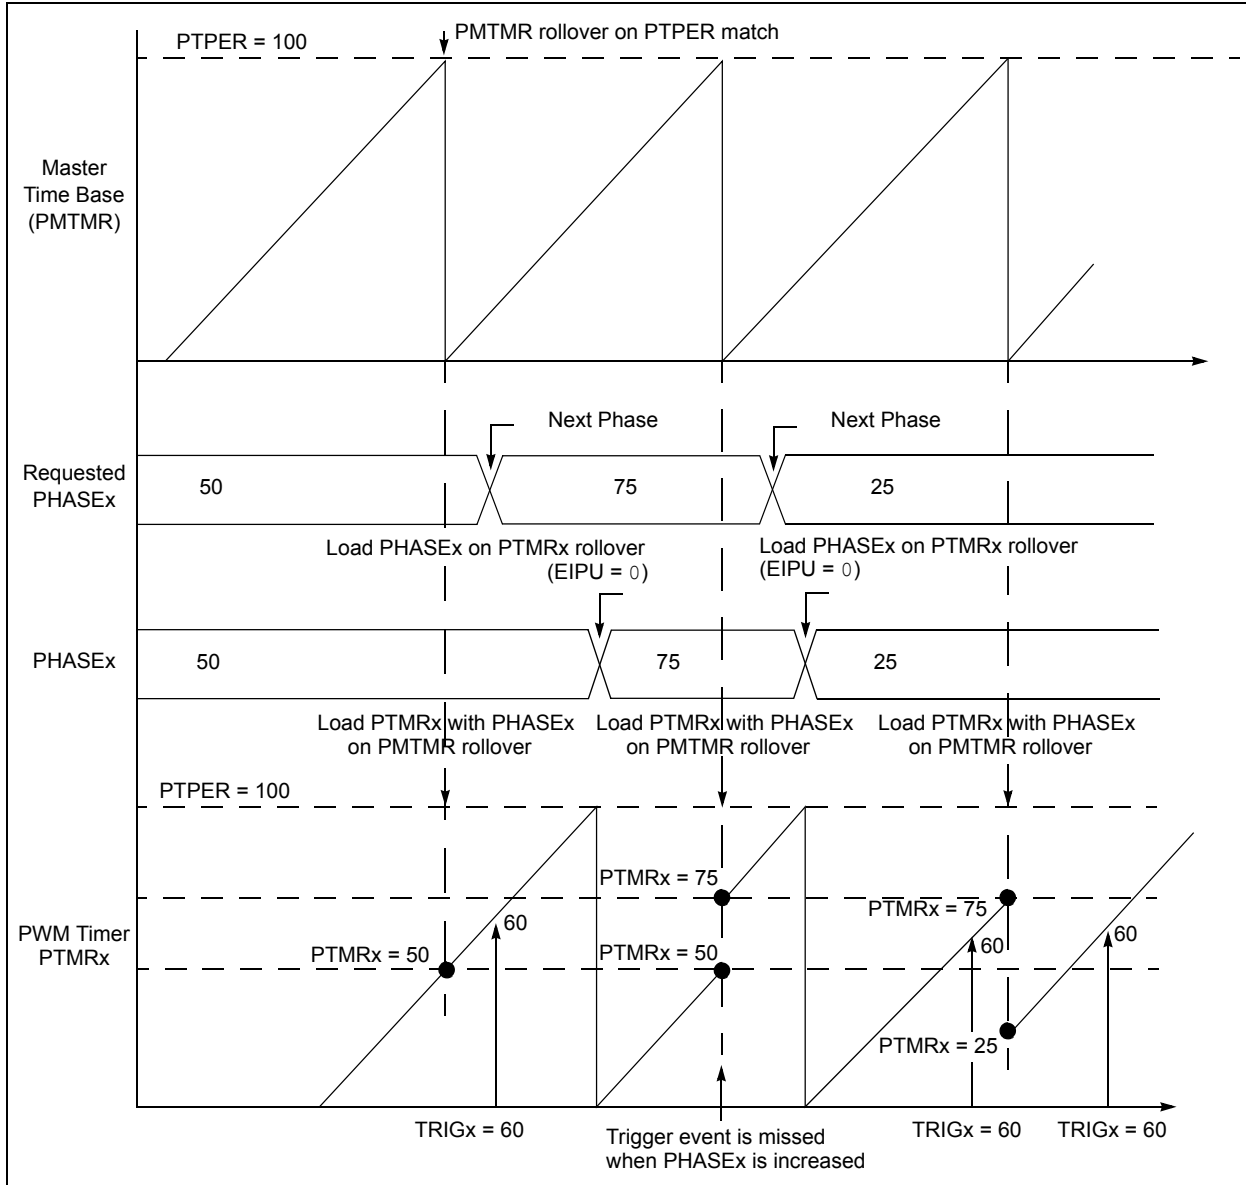 PMTMR rollover on PTPER match
PTPER = 100
Master
Time Base
(PMTMR)
Next Phase
Next Phase
Requested
PHASEx
50
75
25
Load PHASEx on PTMRx rollover
(EIPU = 0)
Load PHASEx on PTMRx rollover
(EIPU = 0)
PHASEx
50
75
25
Load PTMRx with PHASEx
on PMTMR rollover
Load PTMRx with PHASEx
on PMTMR rollover
Load PTMRx with PHASEx
on PMTMR rollover
PTPER = 100
PWM Timer
PTMRx
PTMRx = 50
60
PTMRx = 75
PTMRx = 50
PTMRx = 75
60
PTMRx = 25
60
TRIGx = 60
Trigger event is missed
when PHASEx is increased
TRIGx = 60
TRIGx = 60